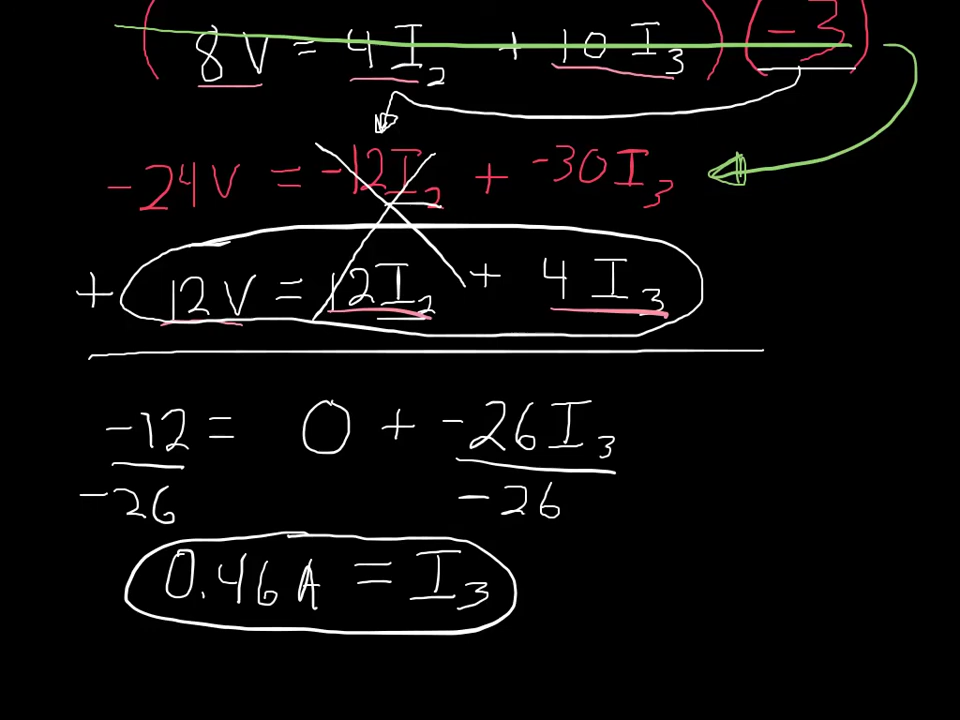 (8V = 4I₂ + 10I₃)(-3)
-24V = -12I₂ + -30I₃
+ 12V = 12I₂ + 4I₃
-12 = 0 + -26I₃
-26 -26
0.46A = I₃